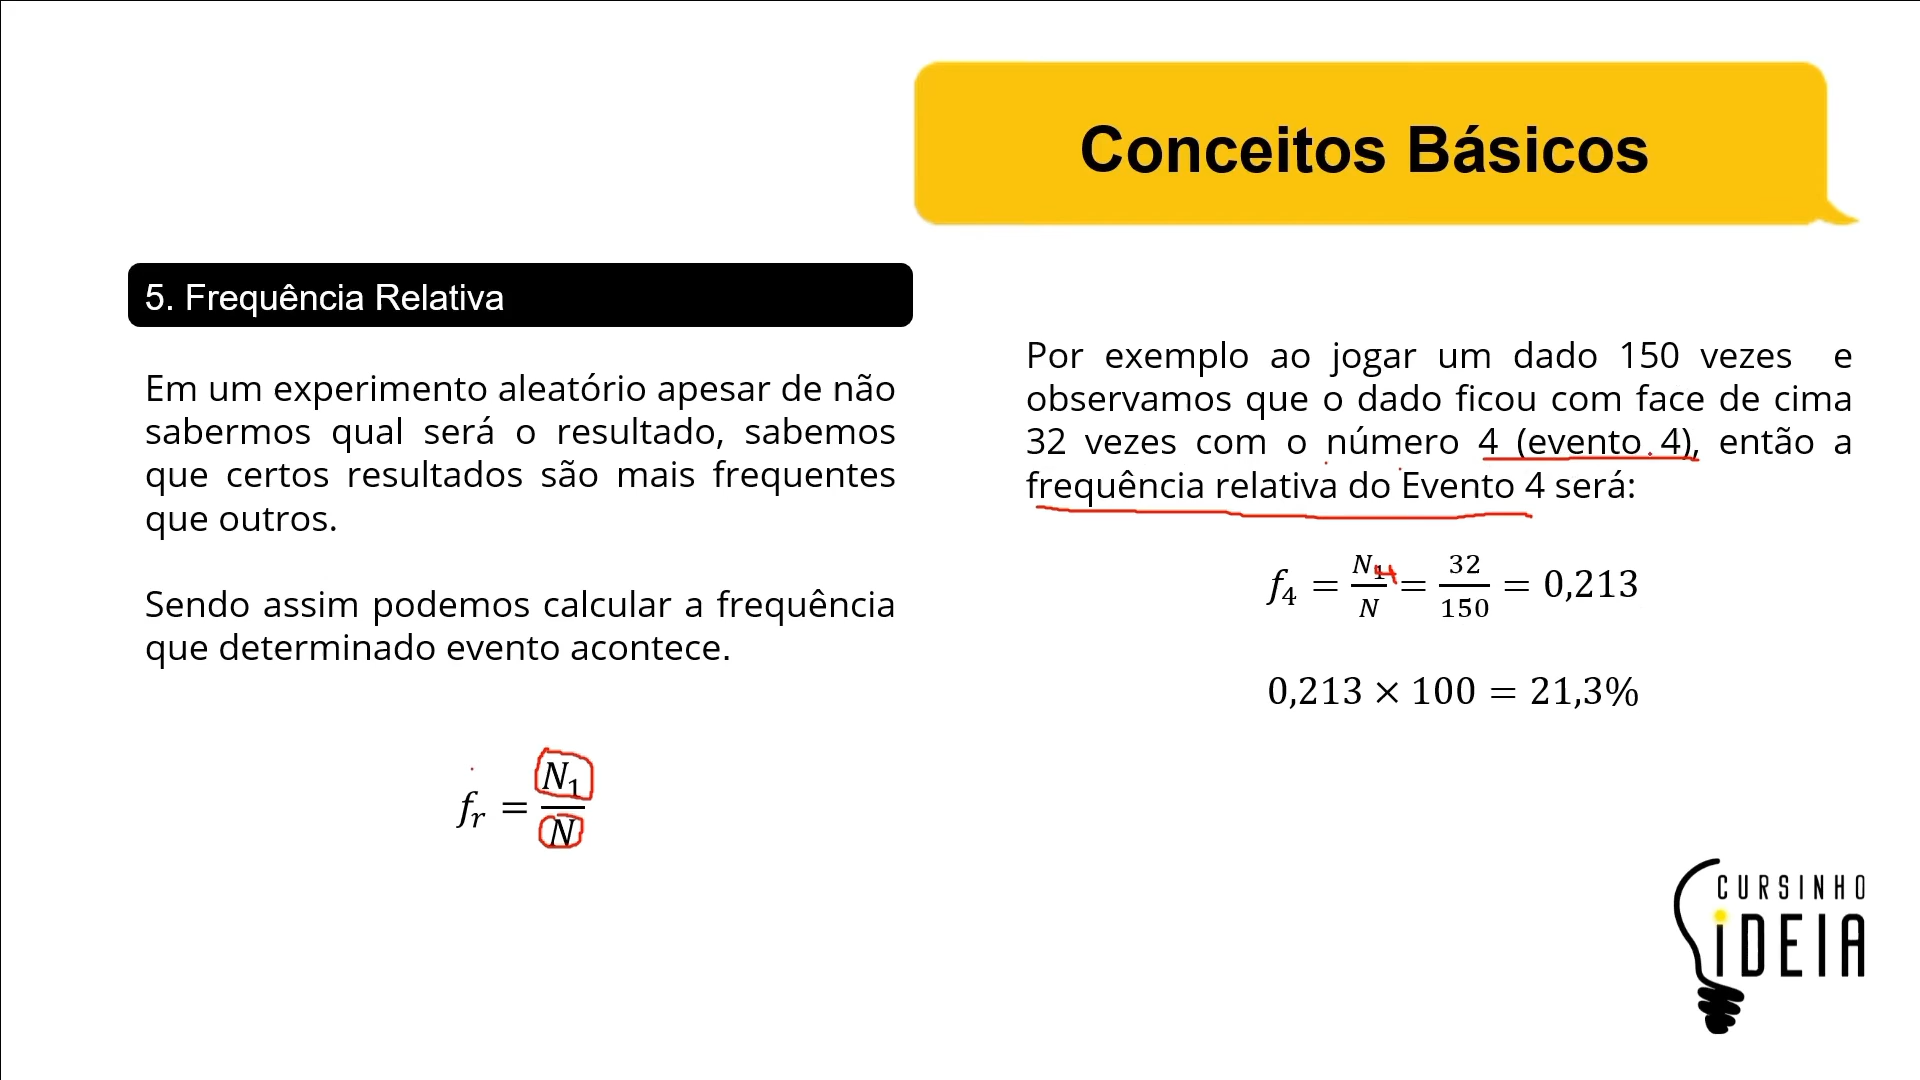 Conceitos Básicos
5. Frequência Relativa
Em um experimento aleatório apesar de não
sabermos qual será o resultado, sabemos
que certos resultados são mais frequentes
que outros.
Sendo assim podemos calcular a frequência
que determinado evento acontece.
fr = N1/N
Por exemplo ao jogar um dado 150 vezes e
observamos que o dado ficou com face de cima
32 vezes com o número 4 (evento 4), então a
frequência relativa do Evento 4 será:
f4 = N1 4/N = 32/150 = 0,213
0,213 × 100 = 21,3%
CURSINHO
iDEIA